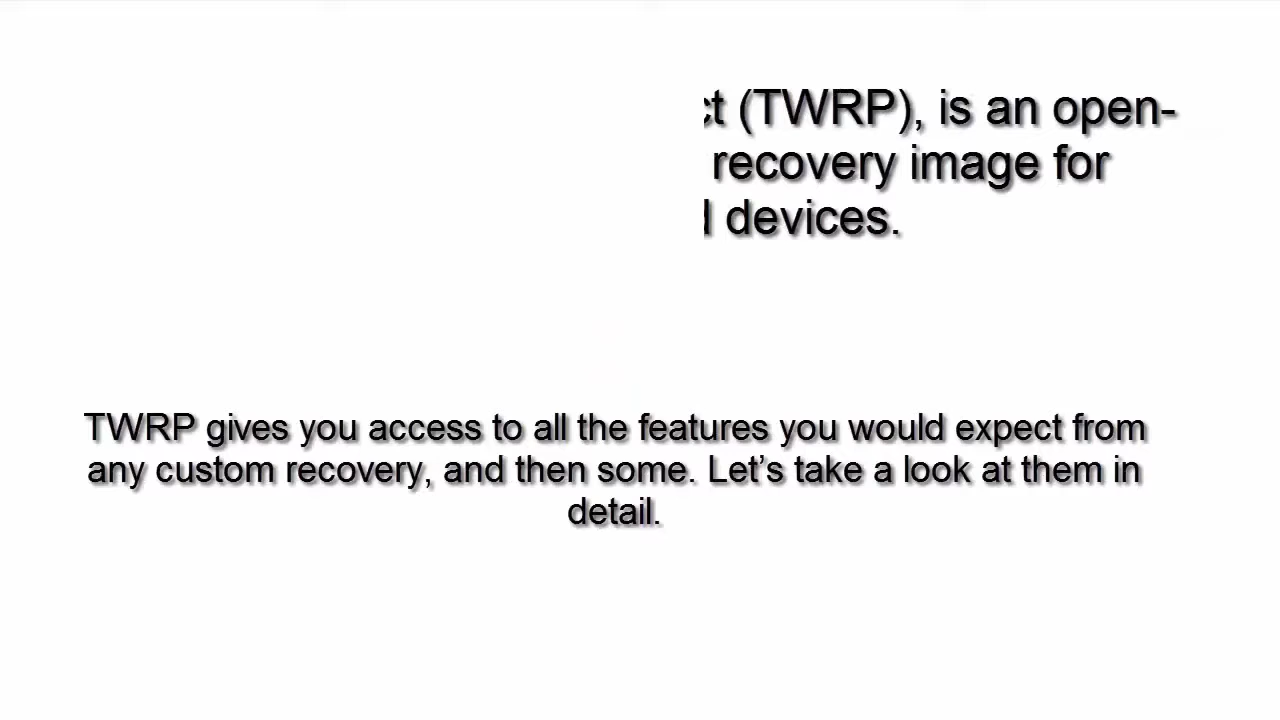 (TWRP), is an open-
recovery image for
devices.
TWRP gives you access to all the features you would expect from
any custom recovery, and then some. Let’s take a look at them in
detail.